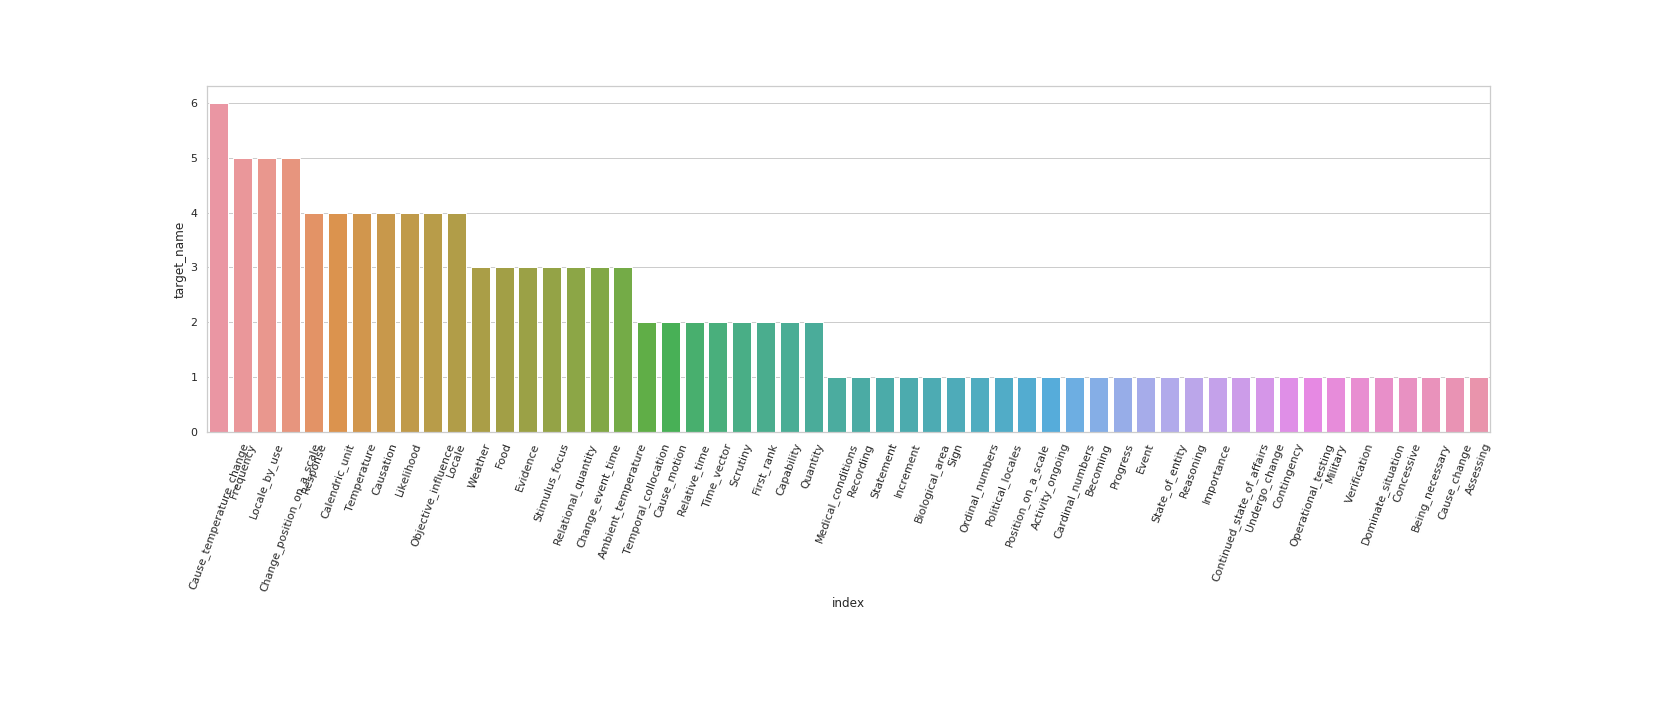 6
5
4
3
2
1
0
target_name
Cause_temperature_change
Frequency
Locale_by_use
Change_position_on_a_scale
Response
Calendric_unit
Temperature
Causation
Likelihood
Objective_influence
Locale
Weather
Food
Evidence
Stimulus_focus
Relational_quantity
Change_event_time
Ambient_temperature
Temporal_collocation
Cause_motion
Relative_time
Time_vector
Scrutiny
First_rank
Capability
Quantity
Medical_conditions
Recording
Statement
Increment
Biological_area
Sign
Ordinal_numbers
Political_locales
Position_on_a_scale
Activity_ongoing
Cardinal_numbers
Becoming
Progress
Event
State_of_entity
Reasoning
Importance
Continued_state_of_affairs
Undergo_change
Contingency
Operational_testing
Military
Verification
Dominate_situation
Concessive
Being_necessary
Cause_change
Assessing
index